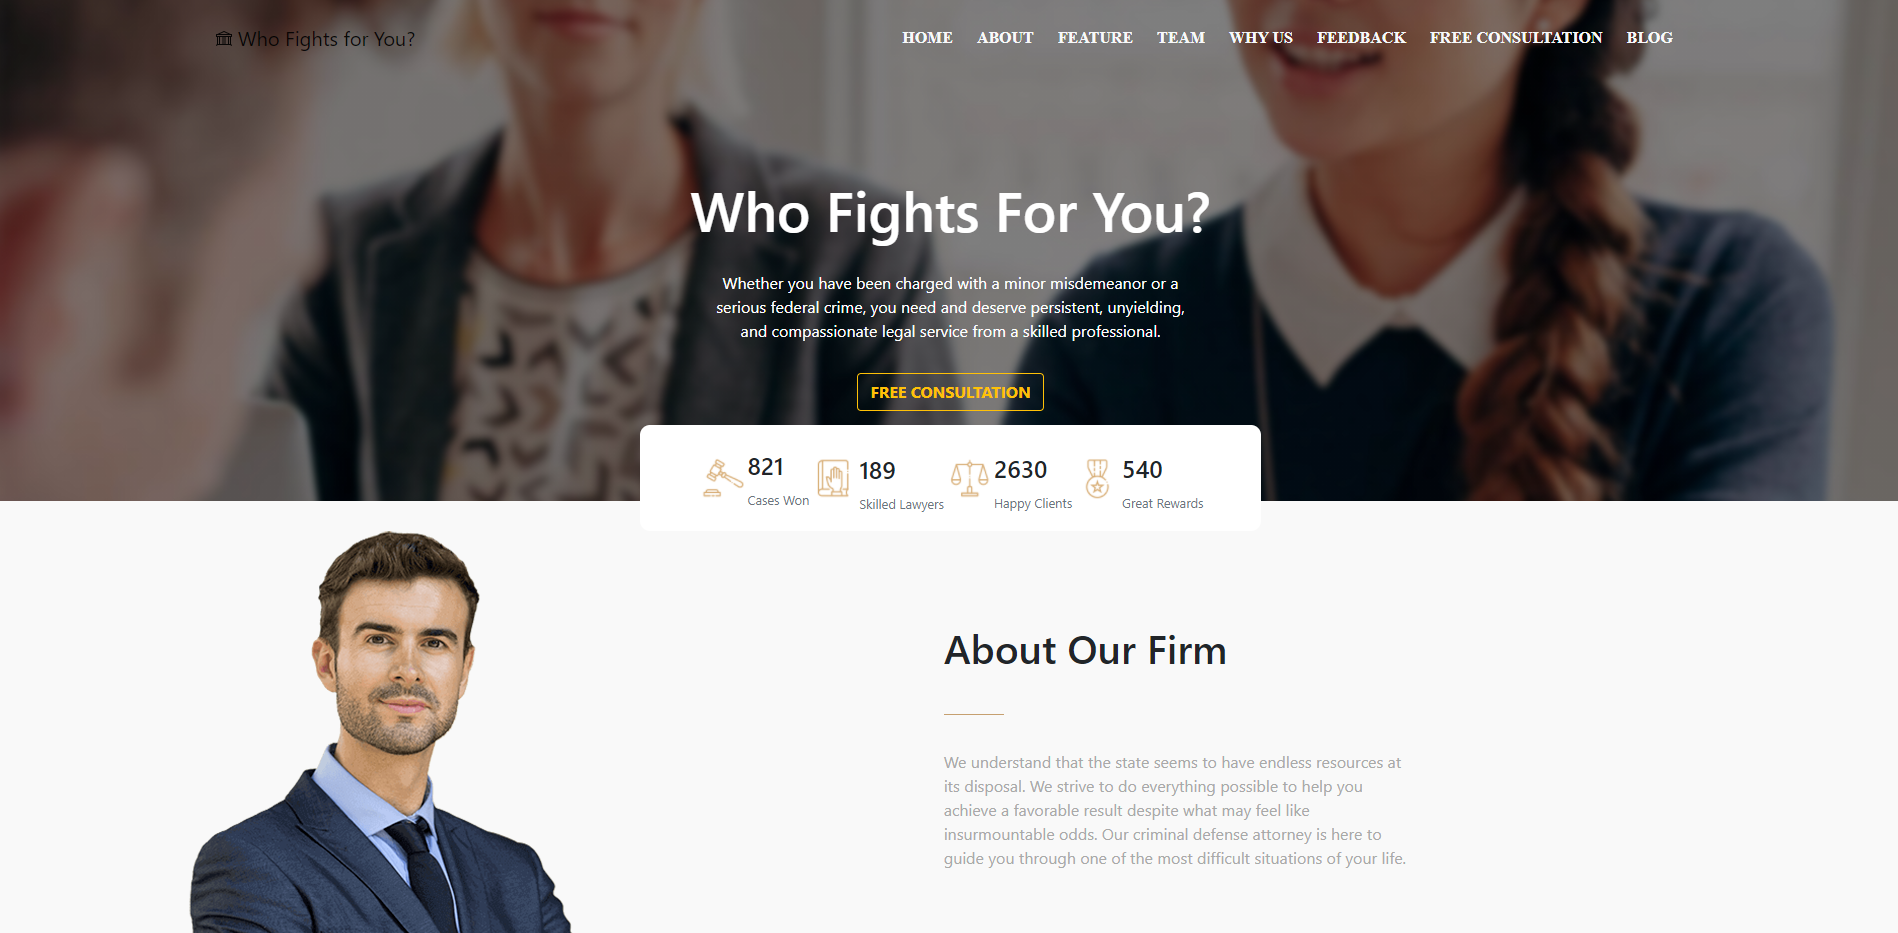 Who Fights for You?
HOME ABOUT FEATURE TEAM WHY US FEEDBACK FREE CONSULTATION BLOG
Who Fights For You?
Whether you have been charged with a minor misdemeanor or a
serious federal crime, you need and deserve persistent, unyielding,
and compassionate legal service from a skilled professional.
FREE CONSULTATION
821
Cases Won
189
Skilled Lawyers
2630
Happy Clients
540
Great Rewards
About Our Firm
We understand that the state seems to have endless resources at
its disposal. We strive to do everything possible to help you
achieve a favorable result despite what may feel like
insurmountable odds. Our criminal defense attorney is here to
guide you through one of the most difficult situations of your life.